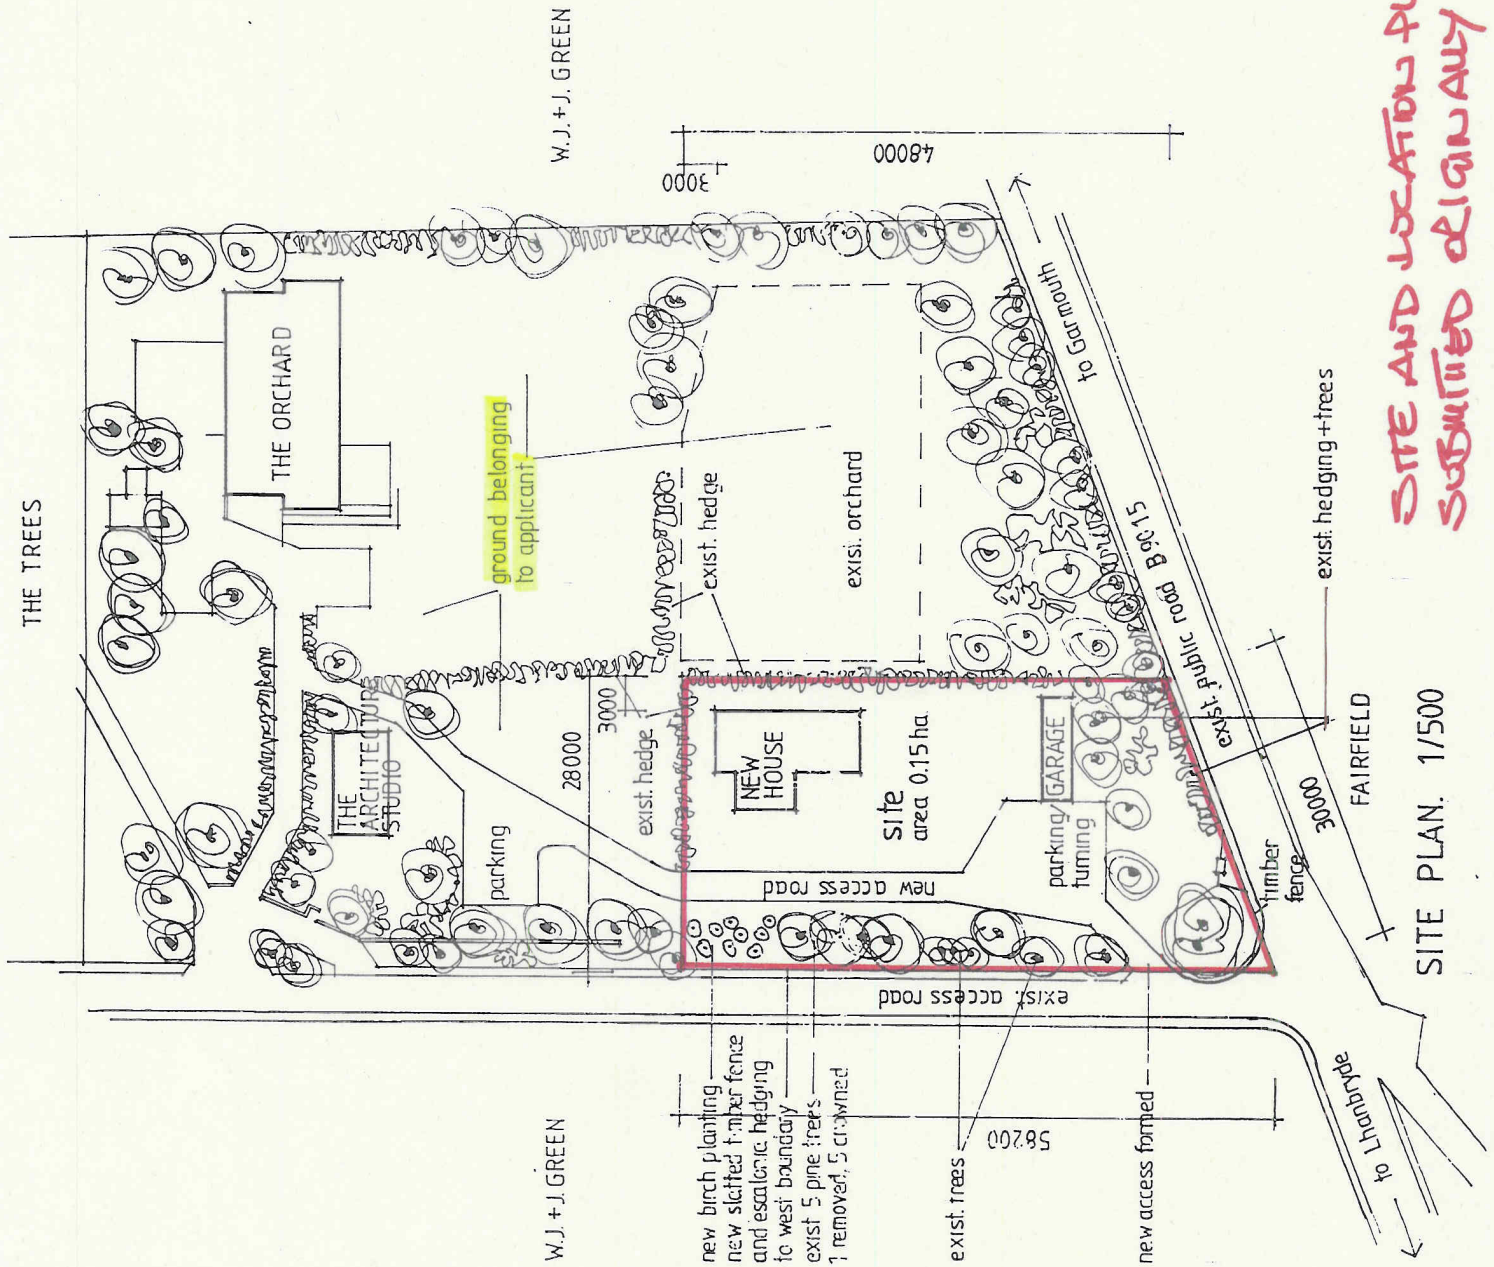 THE TREES
W.J. + J. GREEN
THE ORCHARD
ground belonging
to applicant
THE
ARCHITECTURE
STUDIO
parking
28000
3000
exist. hedge
exist. hedge
exist. orchard
3000
48000
NEW
HOUSE
site
area 0.15 ha
GARAGE
parking/
turning
new access road
exist. access road
to Garmouth
exist. public road B9015
exist. hedging+trees
timber
fence
30000
FAIRFIELD
W.J. + J. GREEN
new birch planting
new slatted timber fence
and escalonia hedging
to west boundary
exist 5 pine trees
1 removed, 5 crowned
exist. trees
58200
new access formed
to Lhanbryde
SITE PLAN. 1/500
SITE AND LOCATION
SUBMITTED ORIGINALLY